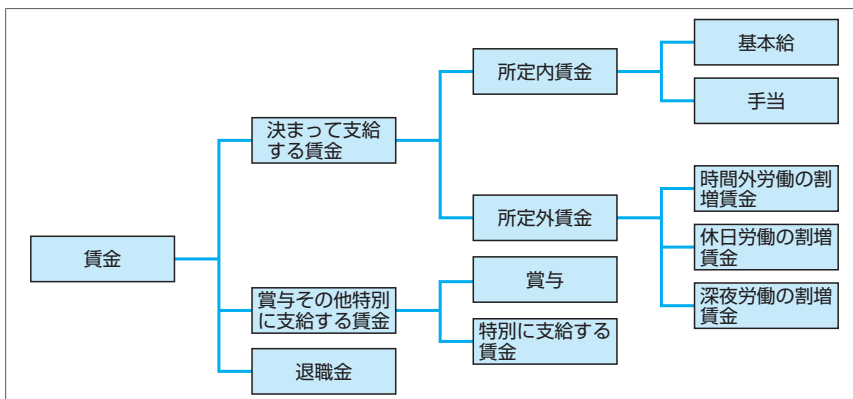 基本給
所定内賃金
手当
決まって支給
する賃金
時間外労働の割
増賃金
所定外賃金
休日労働の割増
賃金
賃金
賞与
深夜労働の割増
賃金
賞与その他特別
に支給する賃金
特別に支給する
賃金
退職金